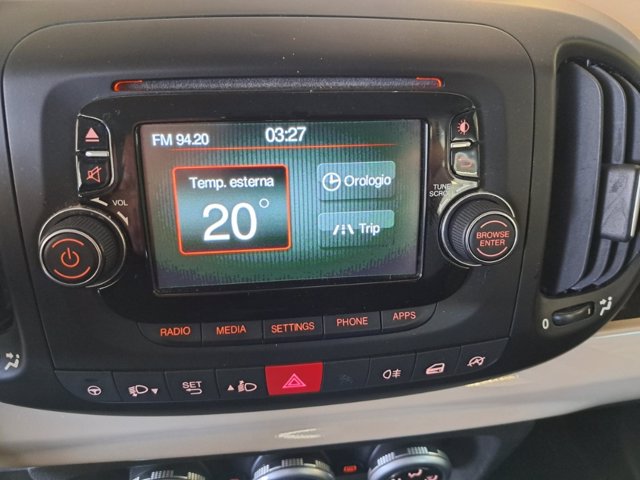 FM 94.20 03:27
Temp. esterna
20°
Orologio
Trip
VOL
TUNE
SCROLL
BROWSE
ENTER
RADIO MEDIA SETTINGS PHONE APPS
0
SET